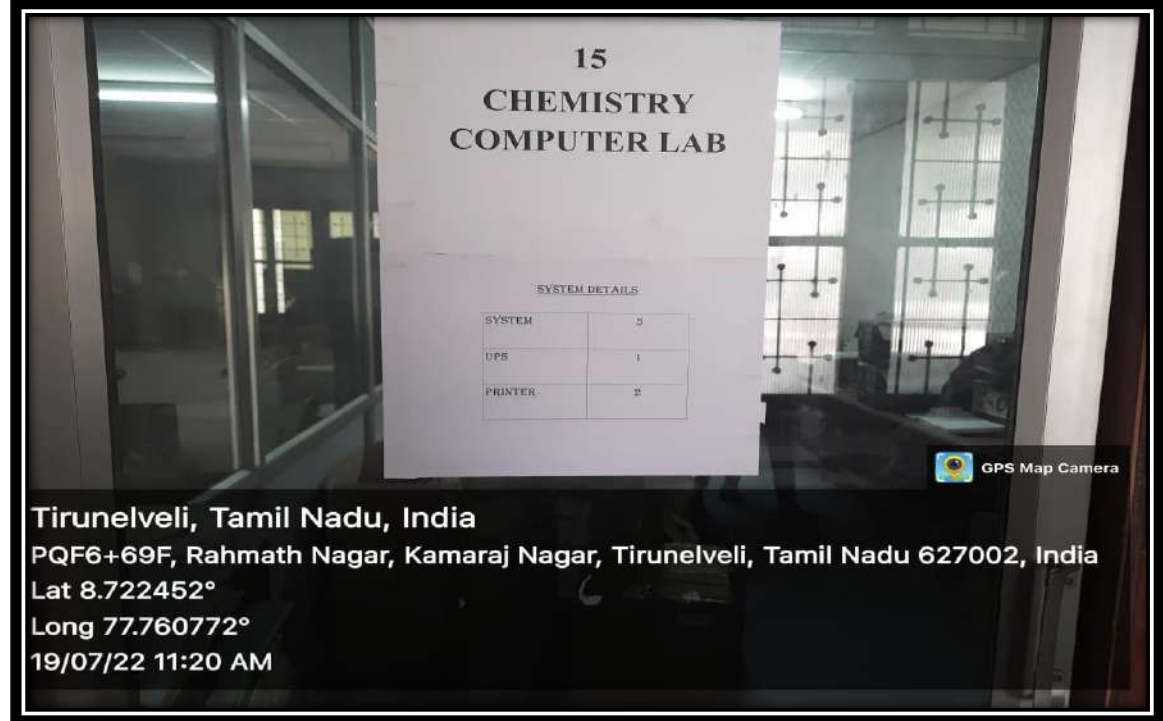 15
CHEMISTRY
COMPUTER LAB
SYSTEM DETAILS
SYSTEM 5
UPS 1
PRINTER 2
GPS Map Camera
Tirunelveli, Tamil Nadu, India
PQF6+69F, Rahmath Nagar, Kamaraj Nagar, Tirunelveli, Tamil Nadu 627002, India
Lat 8.722452°
Long 77.760772°
19/07/22 11:20 AM